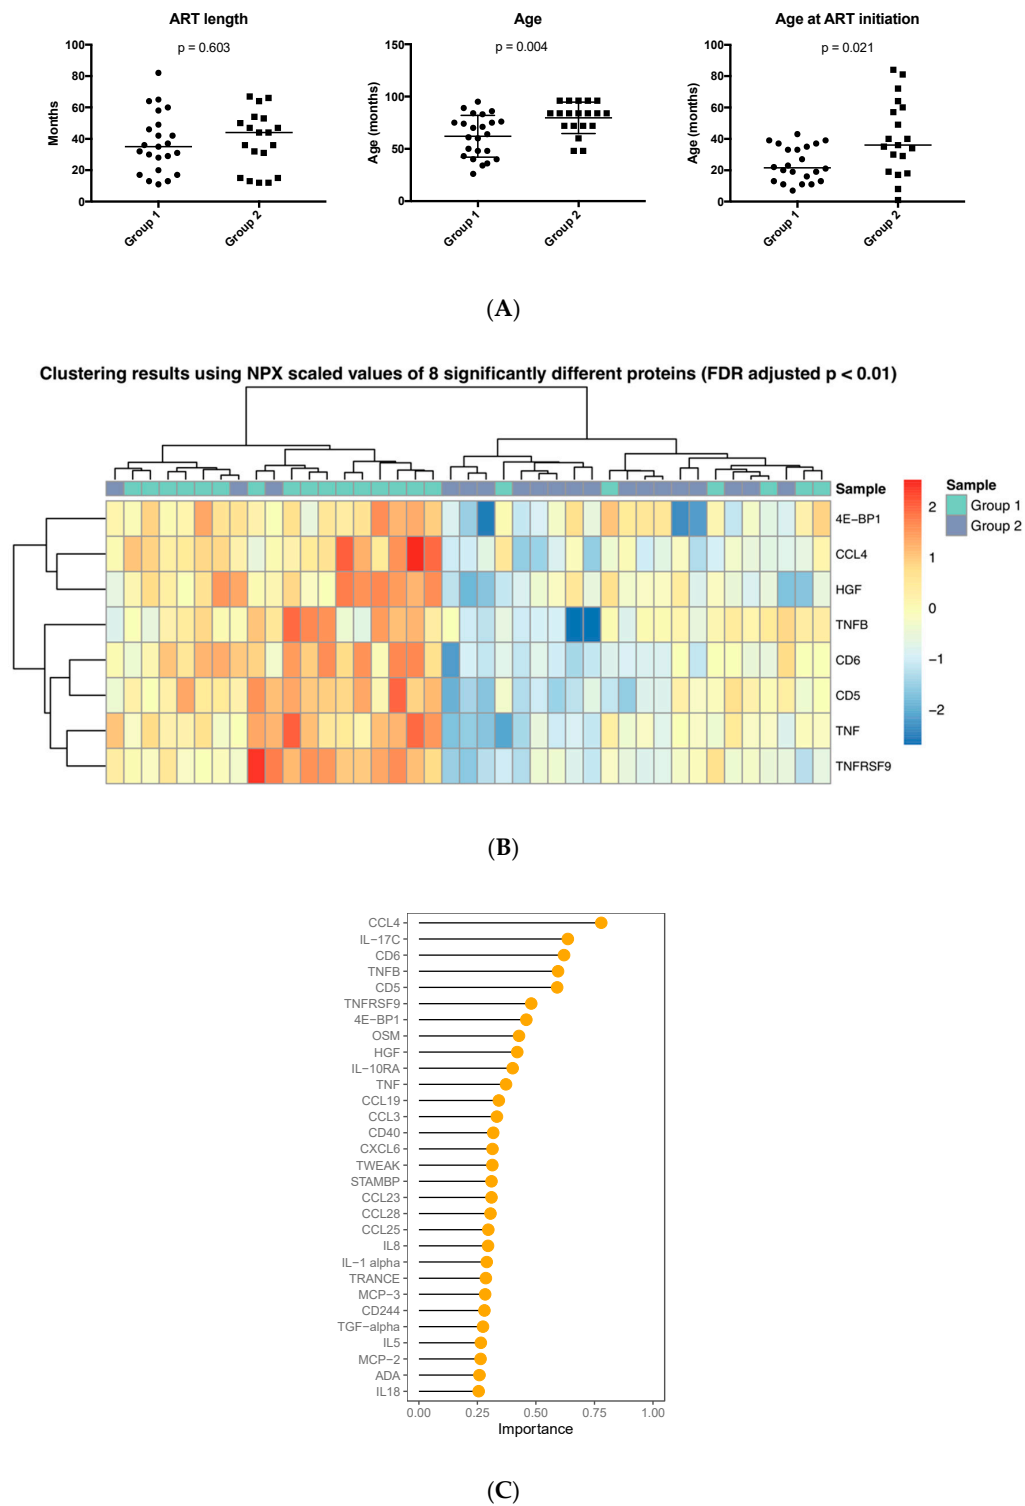 ART length
Age
Age at ART initiation
p = 0.603
p = 0.004
p = 0.021
Months
100
80
60
40
20
0
Group 1
Group 2
Age (months)
150
100
50
0
Group 1
Group 2
Age (months)
100
80
60
40
20
0
Group 1
Group 2
(A)
Clustering results using NPX scaled values of 8 significantly different proteins (FDR adjusted p < 0.01)
Sample
4E−BP1
CCL4
HGF
TNFB
CD6
CD5
TNF
TNFRSF9
2
1
0
−1
−2
Sample
Group 1
Group 2
(B)
CCL4
IL−17C
CD6
TNFB
CD5
TNFRSF9
4E−BP1
OSM
HGF
IL−10RA
TNF
CCL19
CCL3
CD40
CXCL6
TWEAK
STAMBP
CCL23
CCL28
CCL25
IL8
IL−1 alpha
TRANCE
MCP−3
CD244
TGF−alpha
IL5
MCP−2
ADA
IL18
0.00 0.25 0.50 0.75 1.00
Importance
(C)